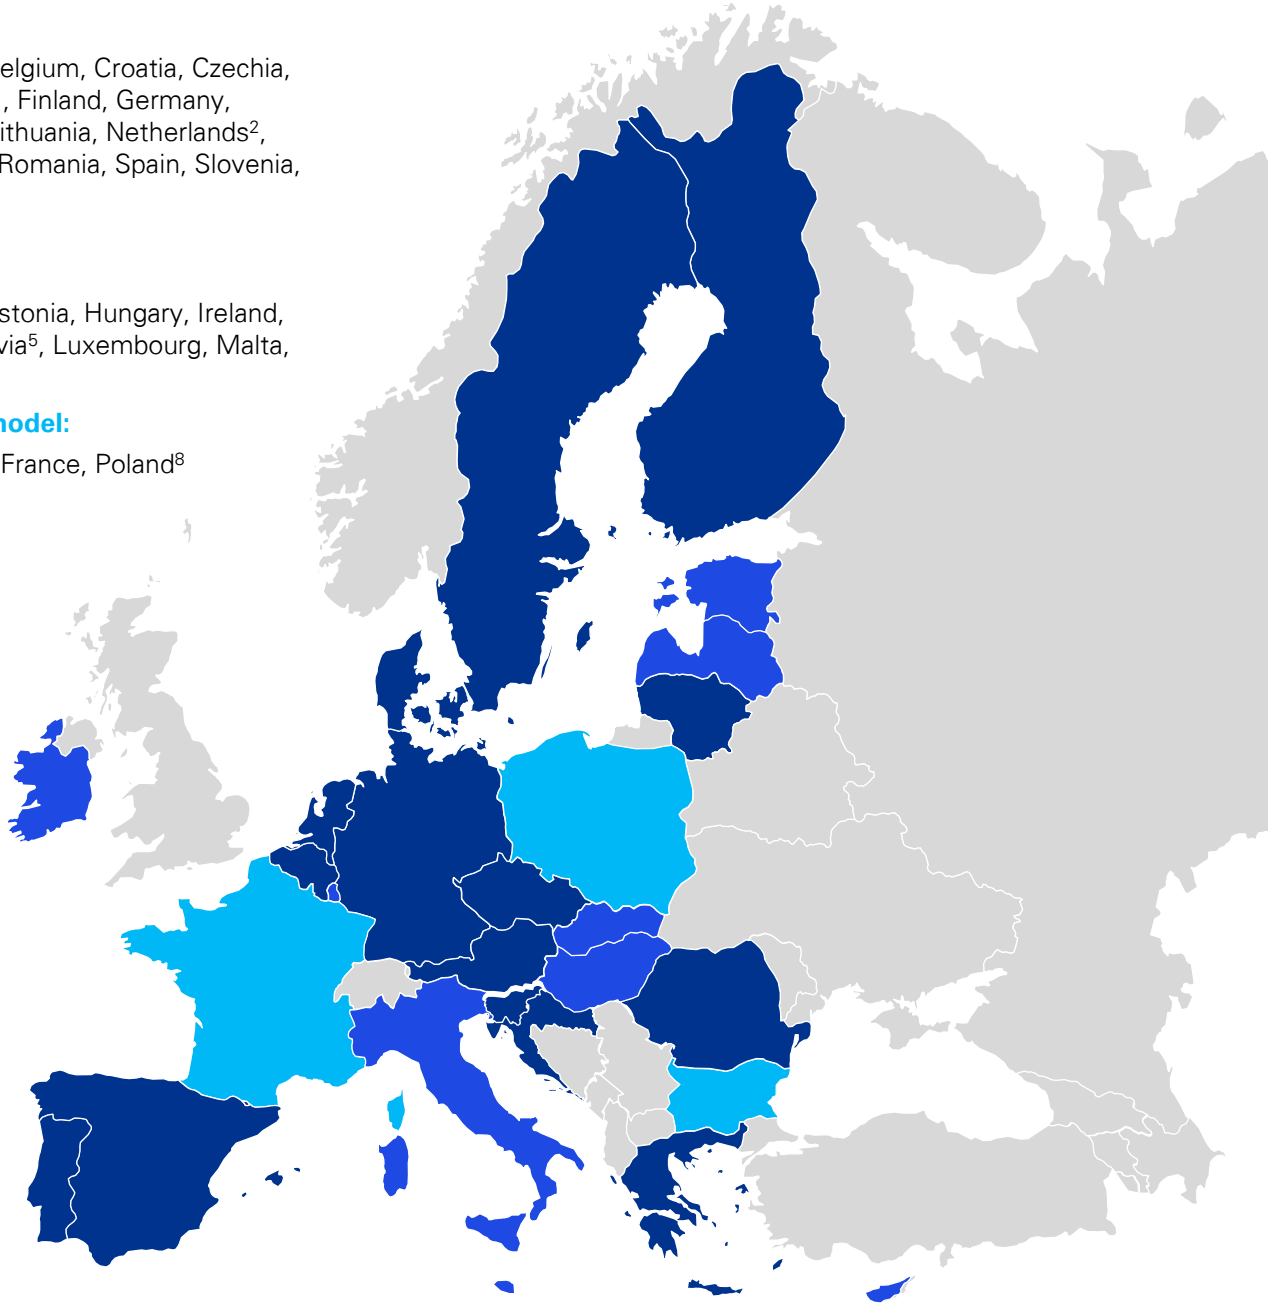 elgium, Croatia, Czechia,
, Finland, Germany,
ithuania, Netherlands²,
Romania, Spain, Slovenia,
stonia, Hungary, Ireland,
via⁵, Luxembourg, Malta,
nodel:
France, Poland⁸